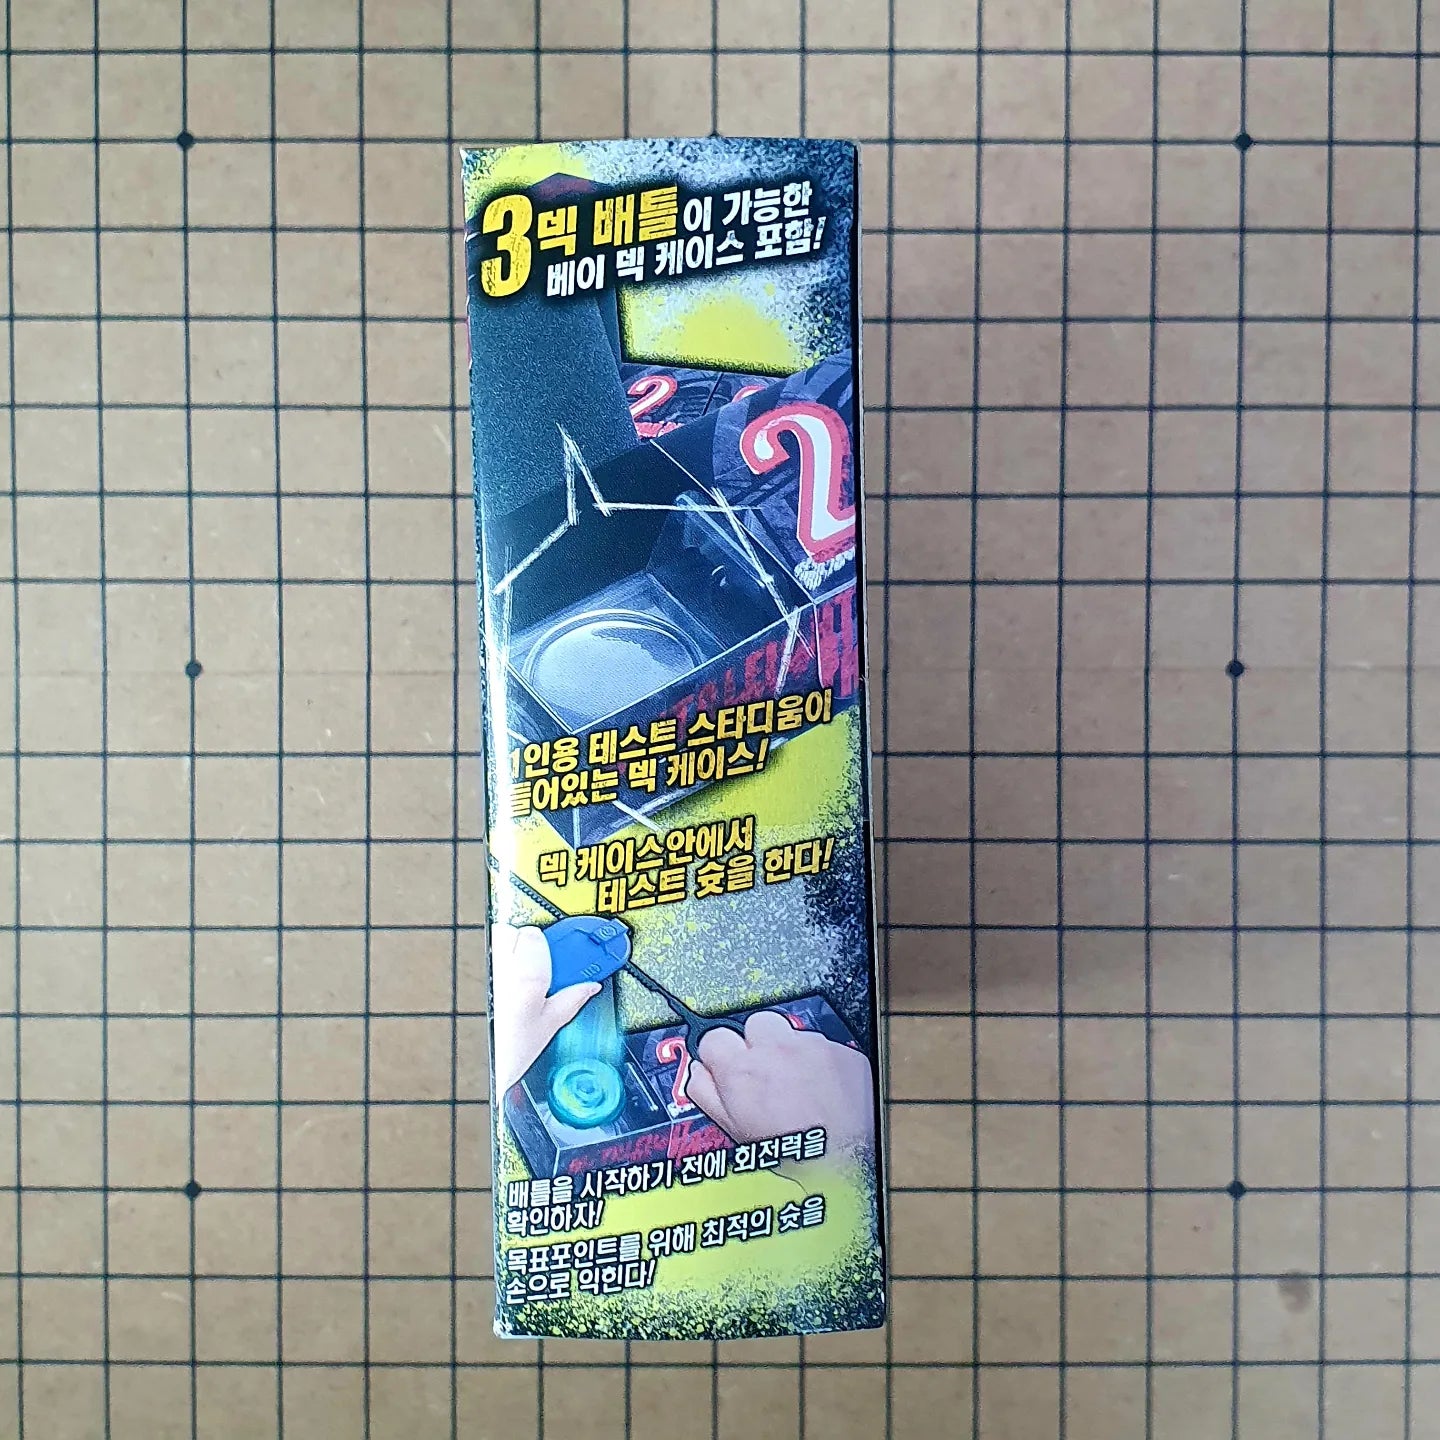 3덱 배틀이 가능한
베이 덱 케이스 포함!
2
2
1인용 테스트 스타디움이
들어있는 덱 케이스!
덱 케이스안에서
테스트 슛을 한다!
2
배틀을 시작하기 전에 회전력을
확인하자!
목표포인트를 위해 최적의 슛을
손으로 익힌다!